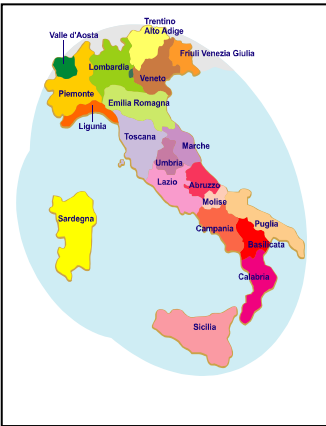 Trentino
Alto Adige
Valle d'Aosta
Friuli Venezia Giulia
Lombardia
Veneto
Piemonte
Emilia Romagna
Ligunia
Toscana
Marche
Umbria
Lazio
Abruzzo
Molise
Sardegna
Puglia
Campania
Basilicata
Calabria
Sicilia